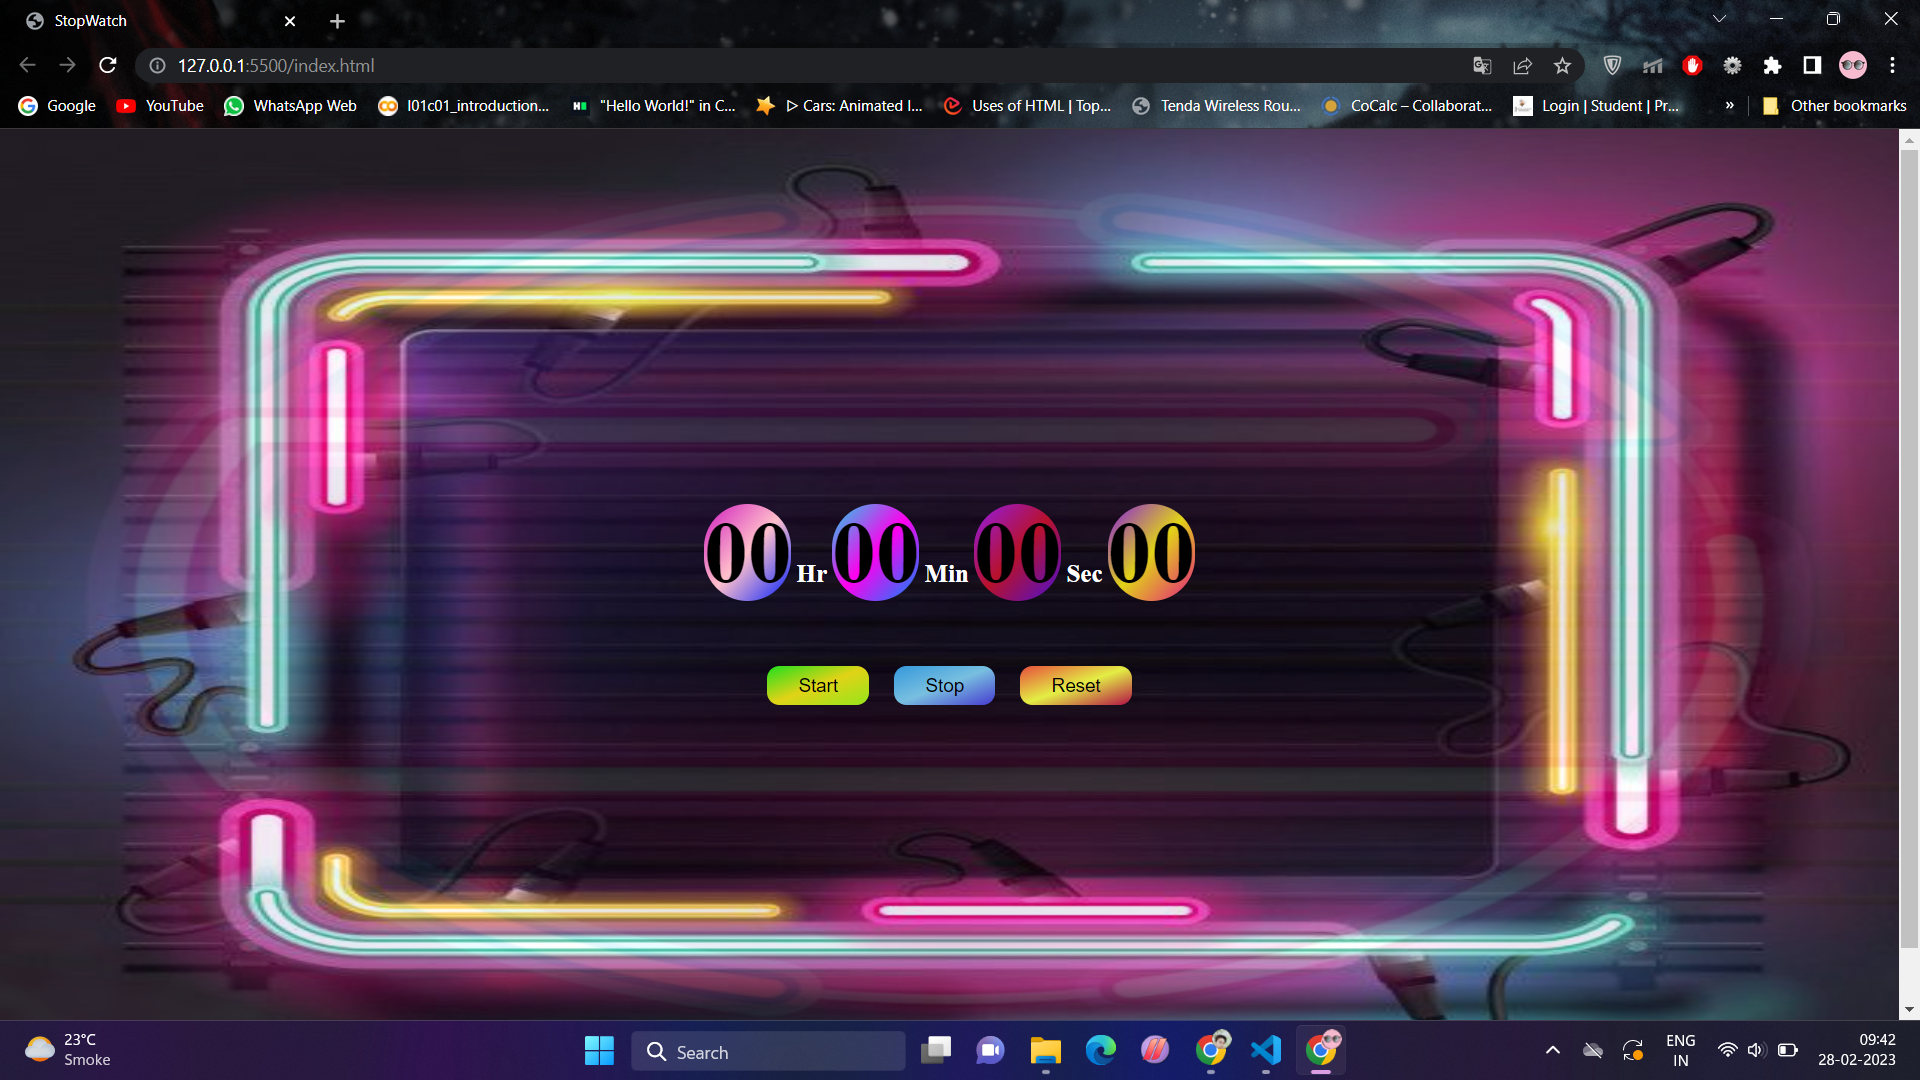 StopWatch
127.0.0.1:5500/index.html
Google YouTube WhatsApp Web l01c01_introduction... "Hello World!" in C... ᐅ Cars: Animated I... Uses of HTML | Top... Tenda Wireless Rou... CoCalc – Collaborat... Login | Student | Pr... » Other bookmarks
00 Hr 00 Min 00 Sec 00
Start Stop Reset
23°C
Smoke
Search
ENG
IN
09:42
28-02-2023